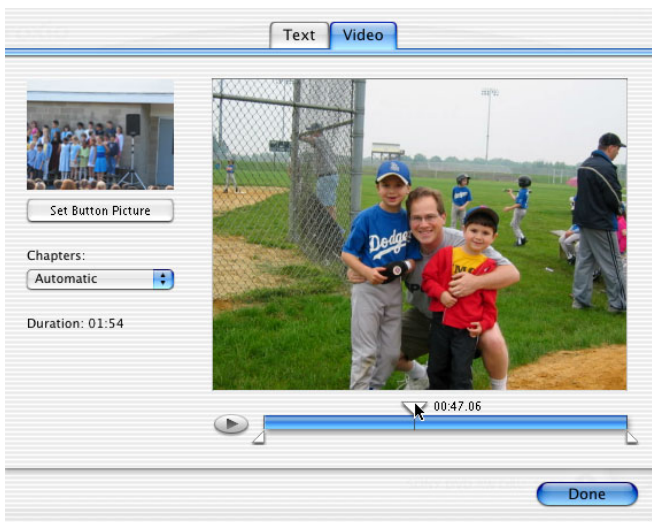 Text Video
Set Button Picture
Chapters:
Automatic
Duration: 01:54
Dodgers
00:47.06
Done